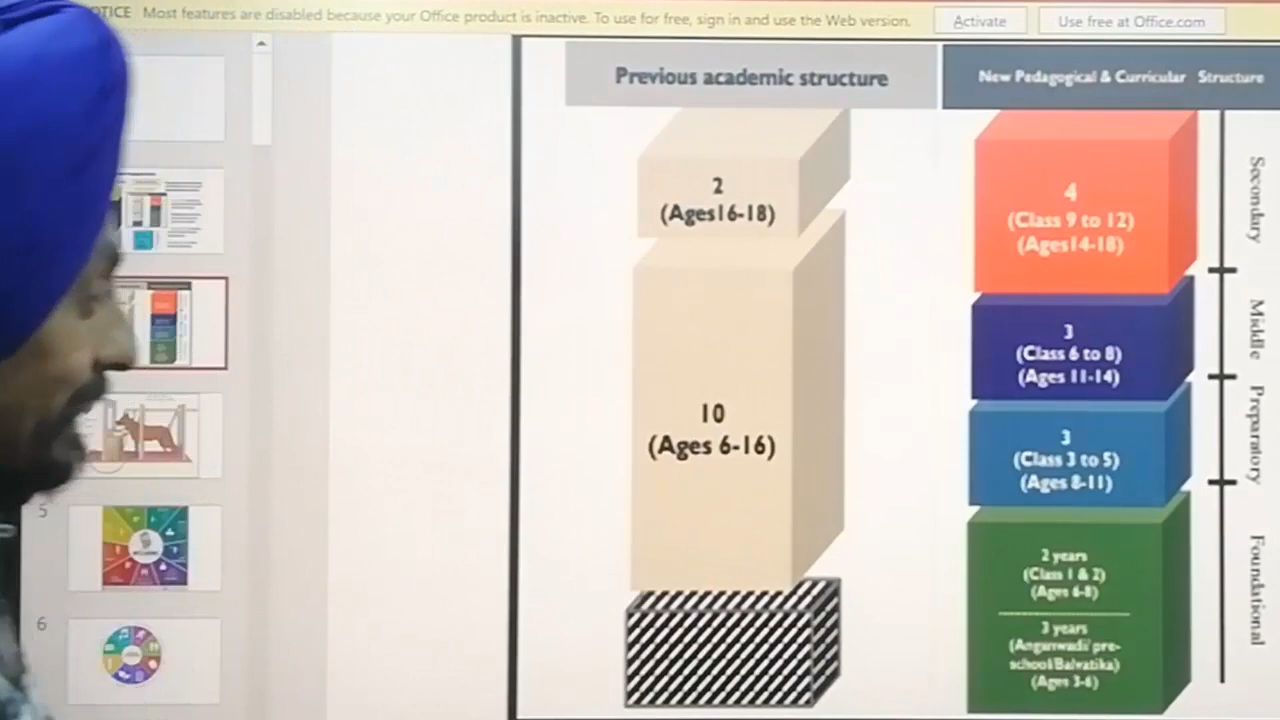 OTICE Most features are disabled because your Office product is inactive. To use for free, sign in and use the Web version.
Activate
Use free at Office.com
Previous academic structure
New Pedagogical & Curricular Structure
2
(Ages16-18)
10
(Ages 6-16)
4
(Class 9 to 12)
(Ages14-18)
3
(Class 6 to 8)
(Ages 11-14)
3
(Class 3 to 5)
(Ages 8-11)
2 years
(Class 1 & 2)
(Ages 6-8)
3 years
(Anganwadi/ pre-
school/Balvatika)
(Ages 3-6)
Secondary
Middle
Preparatory
Foundational
5
6